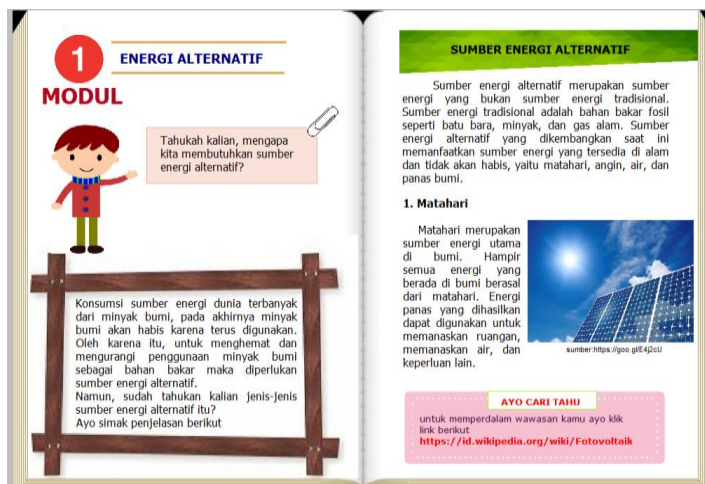 1
ENERGI ALTERNATIF
MODUL
Tahukah kalian, mengapa
kita membutuhkan sumber
energi alternatif?
Konsumsi sumber energi dunia terbanyak
dari minyak bumi, pada akhirnya minyak
bumi akan habis karena terus digunakan.
Oleh karena itu, untuk menghemat dan
mengurangi penggunaan minyak bumi
sebagai bahan bakar maka diperlukan
sumber energi alternatif.
Namun, sudah tahukan kalian jenis-jenis
sumber energi alternatif itu?
Ayo simak penjelasan berikut
SUMBER ENERGI ALTERNATIF
Sumber energi alternatif merupakan sumber
energi yang bukan sumber energi tradisional.
Sumber energi tradisional adalah bahan bakar fosil
seperti batu bara, minyak, dan gas alam. Sumber
energi alternatif yang dikembangkan saat ini
memanfaatkan sumber energi yang tersedia di alam
dan tidak akan habis, yaitu matahari, angin, air, dan
panas bumi.
1. Matahari
Matahari merupakan
sumber energi utama
di bumi. Hampir
semua energi yang
berada di bumi berasal
dari matahari. Energi
panas yang dihasilkan
dapat digunakan untuk
memanaskan ruangan,
memanaskan air, dan
keperluan lain.
sumber:https://goo.gl/E4j2cU
AYO CARI TAHU
untuk memperdalam wawasan kamu ayo klik
link berikut
https://id.wikipedia.org/wiki/Fotovoltaik